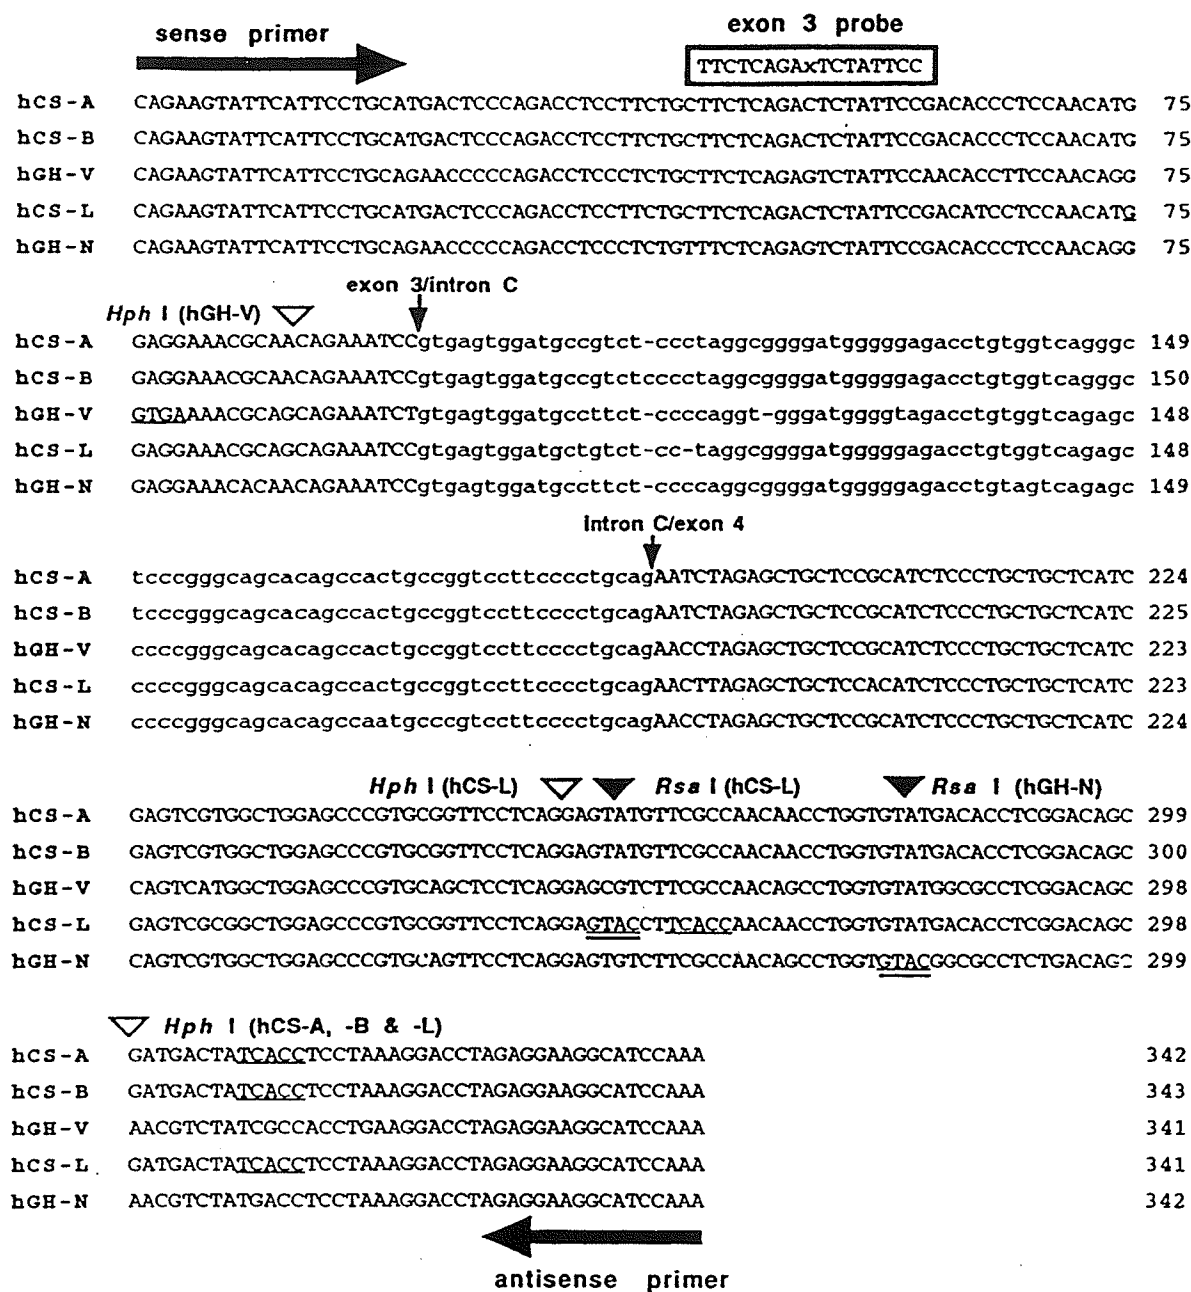 sense primer
exon 3 probe
TTCTCAGAxTCTATTCC
hCS-A CAGAAGTATTCATTCCTGCATGACTCCCAGACCTCCTTCTGCTTCTCAGACTCTATTCCGACACCCTCCAACATG 75
hCS-B CAGAAGTATTCATTCCTGCATGACTCCCAGACCTCCTTCTGCTTCTCAGACTCTATTCCGACACCCTCCAACATG 75
hGH-V CAGAAGTATTCATTCCTGCAGAACCCCCAGACCTCCCTCTGCTTCTCAGAGTCTATTCCAACACCTTCCAACAGG 75
hCS-L CAGAAGTATTCATTCCTGCATGACTCCCAGACCTCCTTCTGCTTCTCAGACTCTATTCCGACATCCTCCAACATG 75
hGH-N CAGAAGTATTCATTCCTGCAGAACCCCCAGACCTCCCTCTGTTTCTCAGAGTCTATTCCGACACCCTCCAACAGG 75
exon 3/intron C
Hph I (hGH-V)
hCS-A GAGGAAACGCAACAGAAATCCgtgagtggatgccgtct-ccctaggcggggatgggggagacctgtggtcagggc 149
hCS-B GAGGAAACGCAACAGAAATCCgtgagtggatgccgtctcccctaggcggggatgggggagacctgtggtcagggc 150
hGH-V GTGAAAACGCAGCAGAAATCTgtgagtggatgccttct-ccccaggt-gggatggggtagacctgtggtcagagc 148
hCS-L GAGGAAACGCAGCAGAAATCCgtgagtggatgctgtct-cc-taggcggggatgggggagacctgtggtcagggc 148
hGH-N GAGGAAACACAACAGAAATCCgtgagtggatgccttct-ccccaggcggggatgggggagacctgtagtcagagc 149
intron C/exon 4
hCS-A tcccgggcagcacagccactgccggtccttcccctgcagAATCTAGAGCTGCTCCGCATCTCCCTGCTGCTCATC 224
hCS-B tcccgggcagcacagccactgccggtccttcccctgcagAATCTAGAGCTGCTCCGCATCTCCCTGCTGCTCATC 225
hGH-V ccccgggcagcacagccactgccggtccttcccctgcagAACCTAGAGCTGCTCCGCATCTCCCTGCTGCTCATC 223
hCS-L ccccgggcagcacagccactgccggtccttcccctgcagAACTTAGAGCTGCTCCACATCTCCCTGCTGCTCATC 223
hGH-N ccccgggcagcacagccaatgcccgtccttcccctgcagAACCTAGAGCTGCTCCGCATCTCCCTGCTGCTCATC 224
Hph I (hCS-L) Rsa I (hCS-L) Rsa I (hGH-N)
hCS-A GAGTCGTGGCTGGAGCCCGTGCGGTTCCTCAGGAGTATGTTCGCCAACAACCTGGTGTATGACACCTCGGACAGC 299
hCS-B GAGTCGTGGCTGGAGCCCGTGCGGTTCCTCAGGAGTATGTTCGCCAACAACCTGGTGTATGACACCTCGGACAGC 300
hGH-V CAGTCATGGCTGGAGCCCGTGCAGCTCCTCAGGAGCGTCTTCGCCAACAGCCTGGTGTATGGCGCCTCGGACAGC 298
hCS-L GAGTCGCGGCTGGAGCCCGTGCGGTTCCTCAGGAGTACCTTCACCAACAACCTGGTGTATGACACCTCGGACAGC 298
hGH-N CAGTCGTGGCTGGAGCCCGTGCAGTTCCTCAGGAGTGTCTTCGCCAACAGCCTGGTGTACGGCGCCTCTGACAGC 299
Hph I (hCS-A, -B & -L)
hCS-A GATGACTATCACCTCCTAAAGGACCTAGAGGAAGGCATCCAAA 342
hCS-B GATGACTATCACCTCCTAAAGGACCTAGAGGAAGGCATCCAAA 343
hGH-V AACGTCTATCGCCACCTGAAGGACCTAGAGGAAGGCATCCAAA 341
hCS-L GATGACTATCACCTCCTAAAGGACCTAGAGGAAGGCATCCAAA 341
hGH-N AACGTCTATGACCTCCTAAAGGACCTAGAGGAAGGCATCCAAA 342
antisense primer